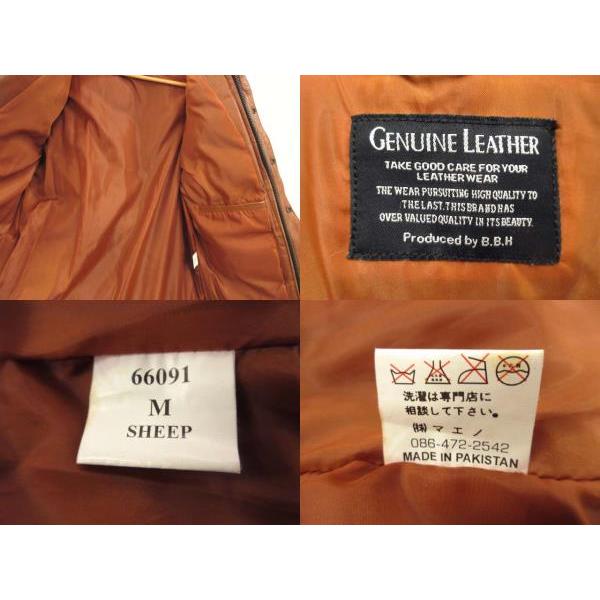 GENUINE LEATHER
TAKE GOOD CARE FOR YOUR
LEATHER WEAR
THE WEAR PURSUITING HIGH QUALITY TO
THE LAST. THIS BRAND HAS
OVER VALUED QUALITY IN ITS BEAUTY.
Produced by B.B.H
66091
M
SHEEP
洗濯は専門店に
相談して下さい。
㈱マエノ
086-472-2542
MADE IN PAKISTAN